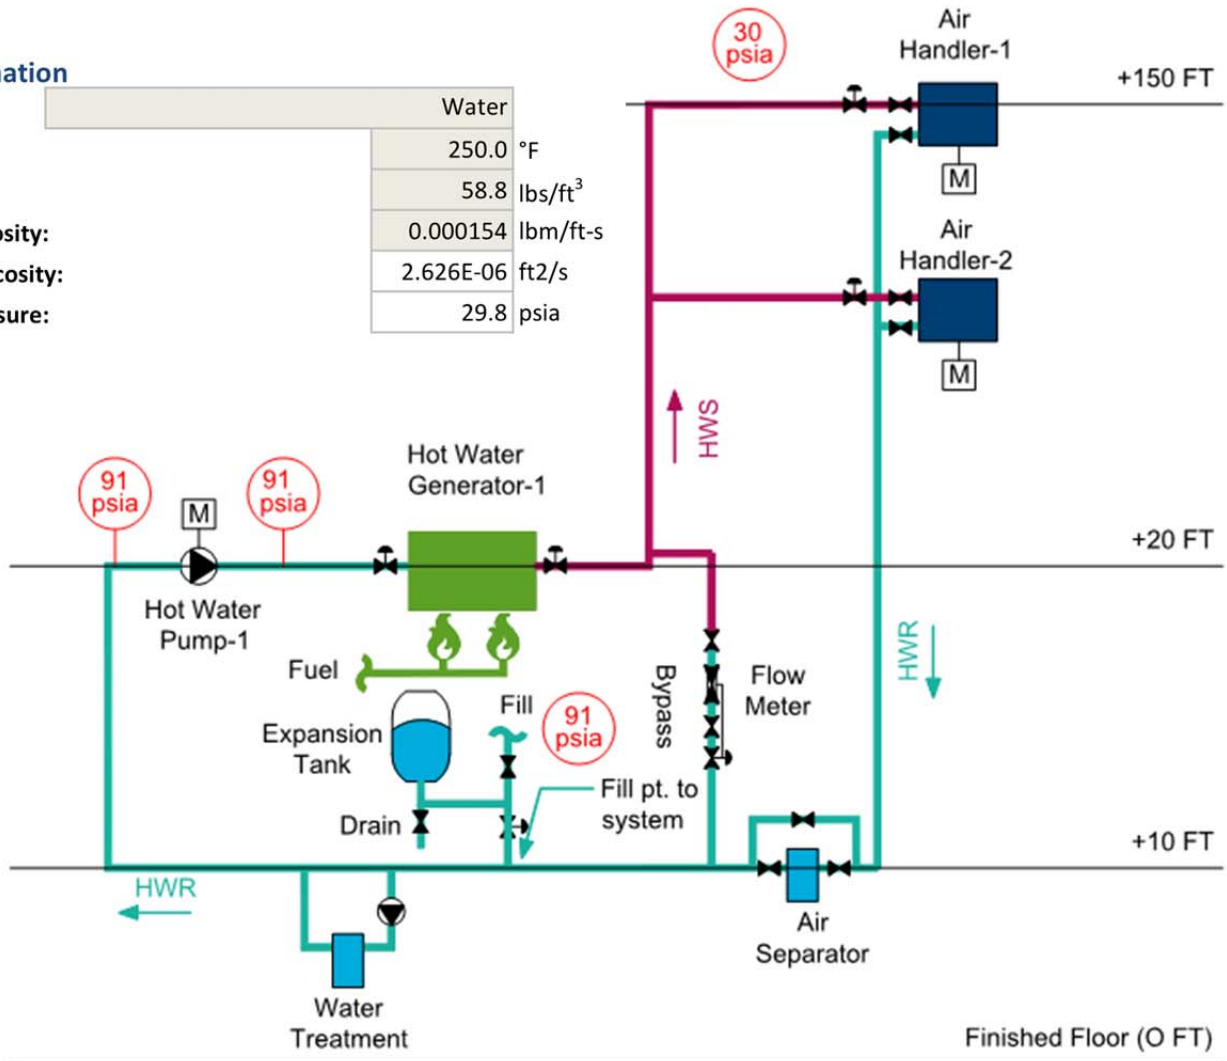 ation
Water
250.0 °F
58.8 lbs/ft³
osity: 0.000154 lbm/ft-s
cosity: 2.626E-06 ft2/s
sure: 29.8 psia
30
psia
Air
Handler-1
+150 FT
M
Air
Handler-2
M
HWS
91
psia
91
psia
M
Hot Water
Pump-1
Hot Water
Generator-1
+20 FT
Fuel
Fill
91
psia
Expansion
Tank
Drain
Fill pt. to
system
Bypass
Flow
Meter
HWR
+10 FT
HWR
Air
Separator
Water
Treatment
Finished Floor (O FT)